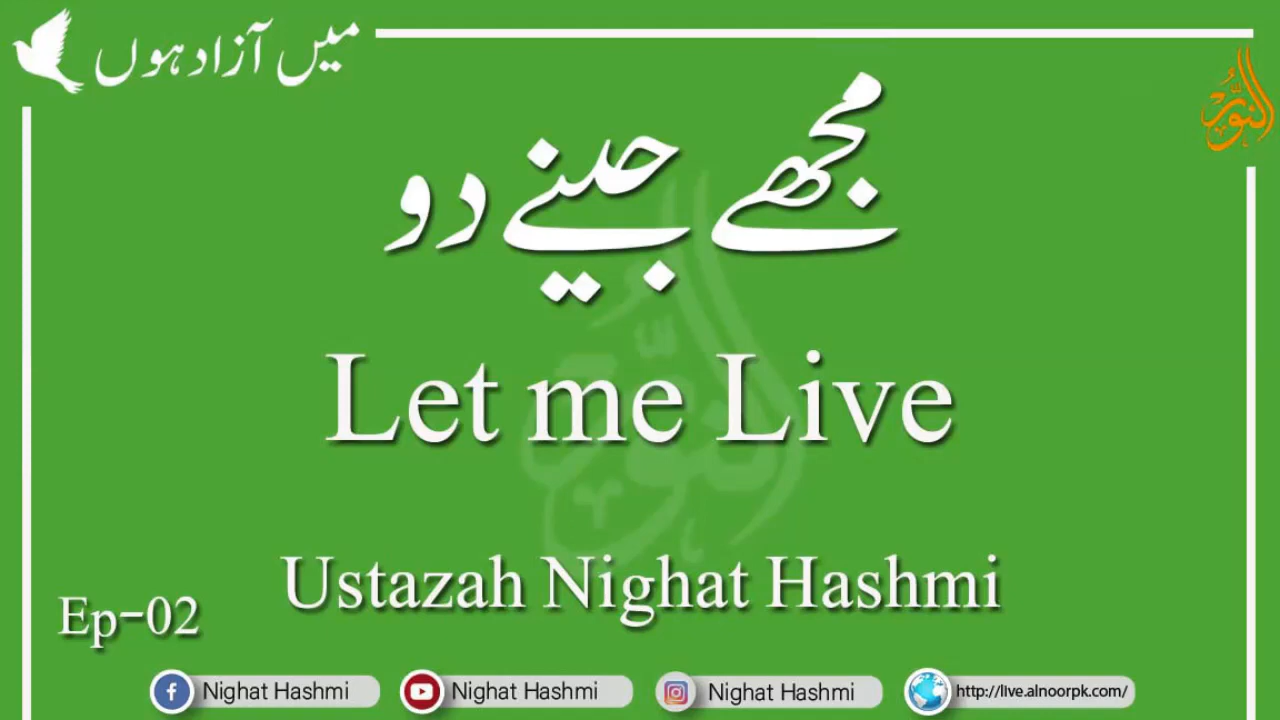 میں آزاد ہوں
النور
مجھے جینے دو
Let me Live
Ustazah Nighat Hashmi
Ep-02
Nighat Hashmi
Nighat Hashmi
Nighat Hashmi
http://live.alnoorpk.com/